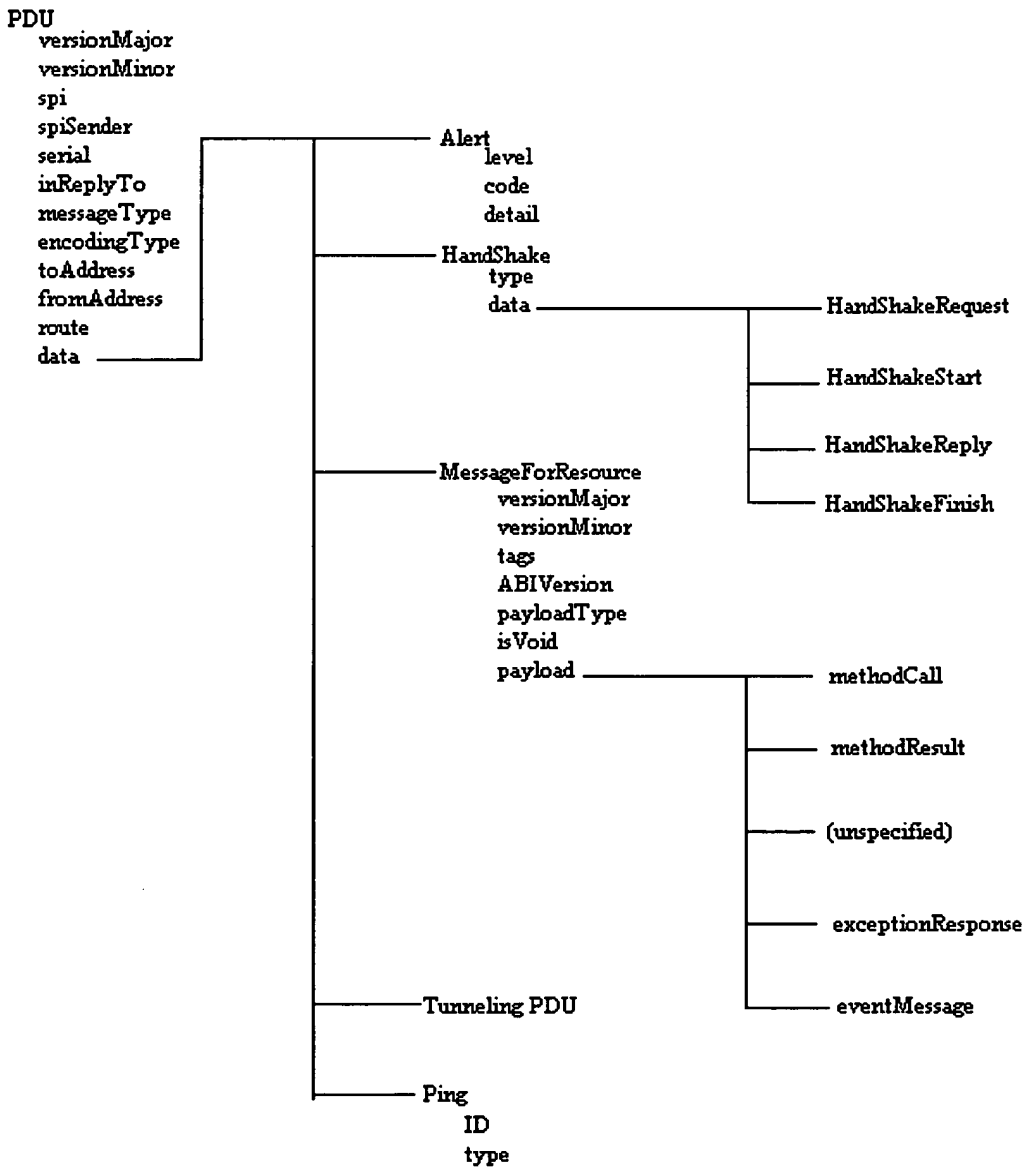 PDU
versionMajor
versionMinor
spi
spiSender
serial
inReplyTo
messageType
encodingType
toAddress
fromAddress
route
data
Alert
level
code
detail
HandShake
type
data
HandShakeRequest
HandShakeStart
HandShakeReply
HandShakeFinish
MessageForResource
versionMajor
versionMinor
tags
ABIVersion
payloadType
isVoid
payload
methodCall
methodResult
(unspecified)
exceptionResponse
eventMessage
Tunneling PDU
Ping
ID
type